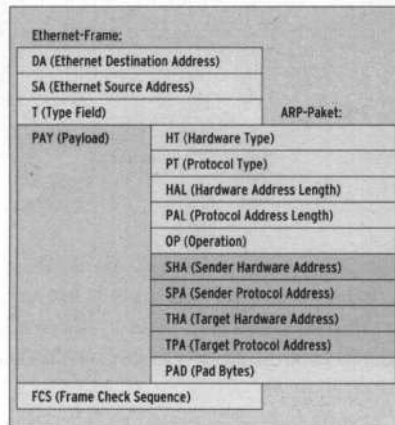 Ethernet-Frame:
DA (Ethernet Destination Address)
SA (Ethernet Source Address)
T (Type Field)
ARP-Paket:
PAY (Payload)
HT (Hardware Type)
PT (Protocol Type)
HAL (Hardware Address Length)
PAL (Protocol Address Length)
OP (Operation)
SHA (Sender Hardware Address)
SPA (Sender Protocol Address)
THA (Target Hardware Address)
TPA (Target Protocol Address)
PAD (Pad Bytes)
FCS (Frame Check Sequence)